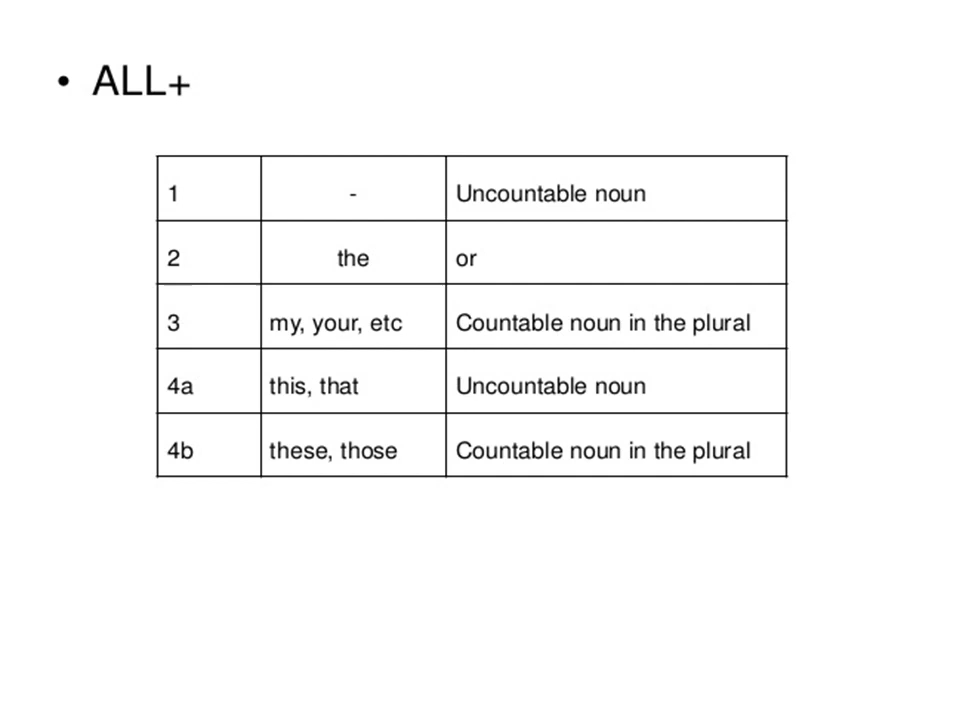 • ALL+
1 - Uncountable noun
2 the or
3 my, your, etc Countable noun in the plural
4a this, that Uncountable noun
4b these, those Countable noun in the plural